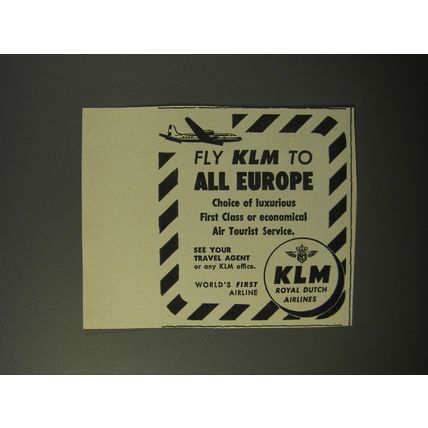 FLY KLM TO
ALL EUROPE
Choice of luxurious
First Class or economical
Air Tourist Service.
SEE YOUR
TRAVEL AGENT
or any KLM office.
WORLD'S FIRST
AIRLINE
KLM
ROYAL DUTCH
AIRLINES